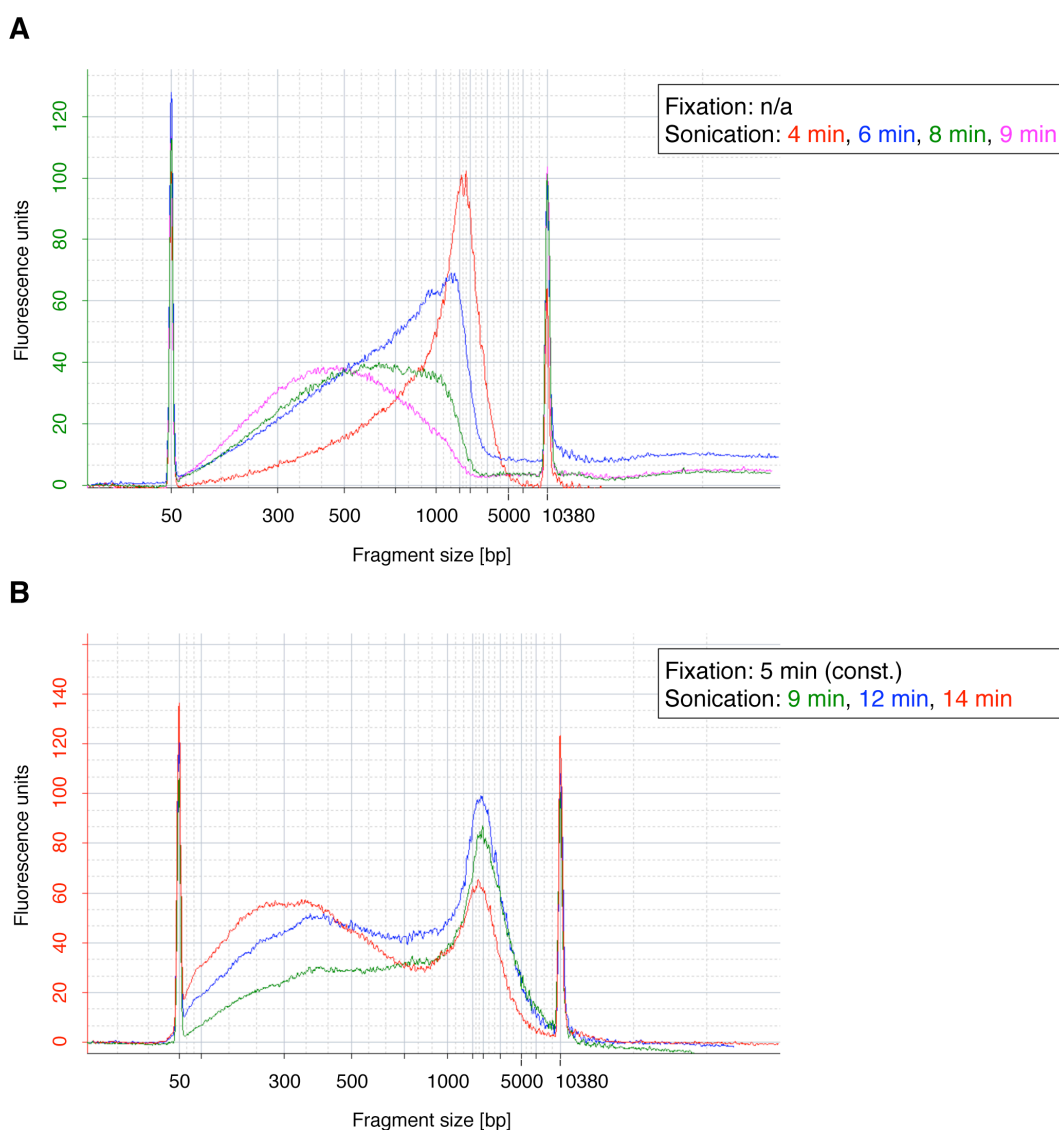 A
Fixation: n/a
Sonication: 4 min, 6 min, 8 min, 9 min
120
100
80
60
40
20
0
Fluorescence units
50 300 500 1000 5000 10380
Fragment size [bp]
B
Fixation: 5 min (const.)
Sonication: 9 min, 12 min, 14 min
140
120
100
80
60
40
20
0
Fluorescence units
50 300 500 1000 5000 10380
Fragment size [bp]